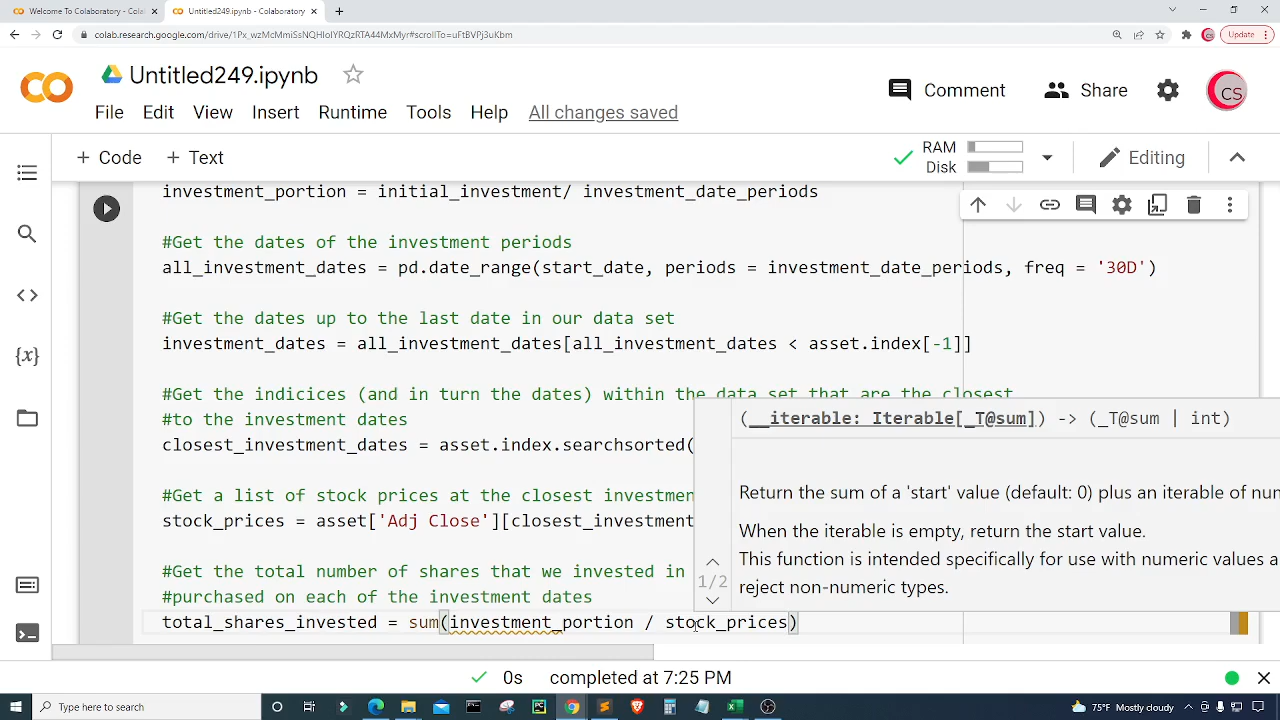 Welcome To Colaboratory - Colab
Untitled249.ipynb - Colaboratory
Update
Untitled249.ipynb
File Edit View Insert Runtime Tools Help All changes saved
Comment
Share
CS
+ Code + Text
RAM
Disk
Editing
investment_portion = initial_investment/ investment_date_periods
#Get the dates of the investment periods
all_investment_dates = pd.date_range(start_date, periods = investment_date_periods, freq = '30D')
#Get the dates up to the last date in our data set
investment_dates = all_investment_dates[all_investment_dates < asset.index[-1]]
#Get the indicices (and in turn the dates) within the data set that are the closest
#to the investment dates
closest_investment_dates = asset.index.searchsorted(
#Get a list of stock prices at the closest investmen
stock_prices = asset['Adj Close'][closest_investment
#Get the total number of shares that we invested in
#purchased on each of the investment dates
total_shares_invested = sum(investment_portion / stock_prices)
(__iterable: Iterable[_T@sum]) -> (_T@sum | int)
Return the sum of a 'start' value (default: 0) plus an iterable of num
When the iterable is empty, return the start value.
This function is intended specifically for use with numeric values a
reject non-numeric types.
1/2
0s completed at 7:25 PM
Type here to search
75°F Mostly cloudy